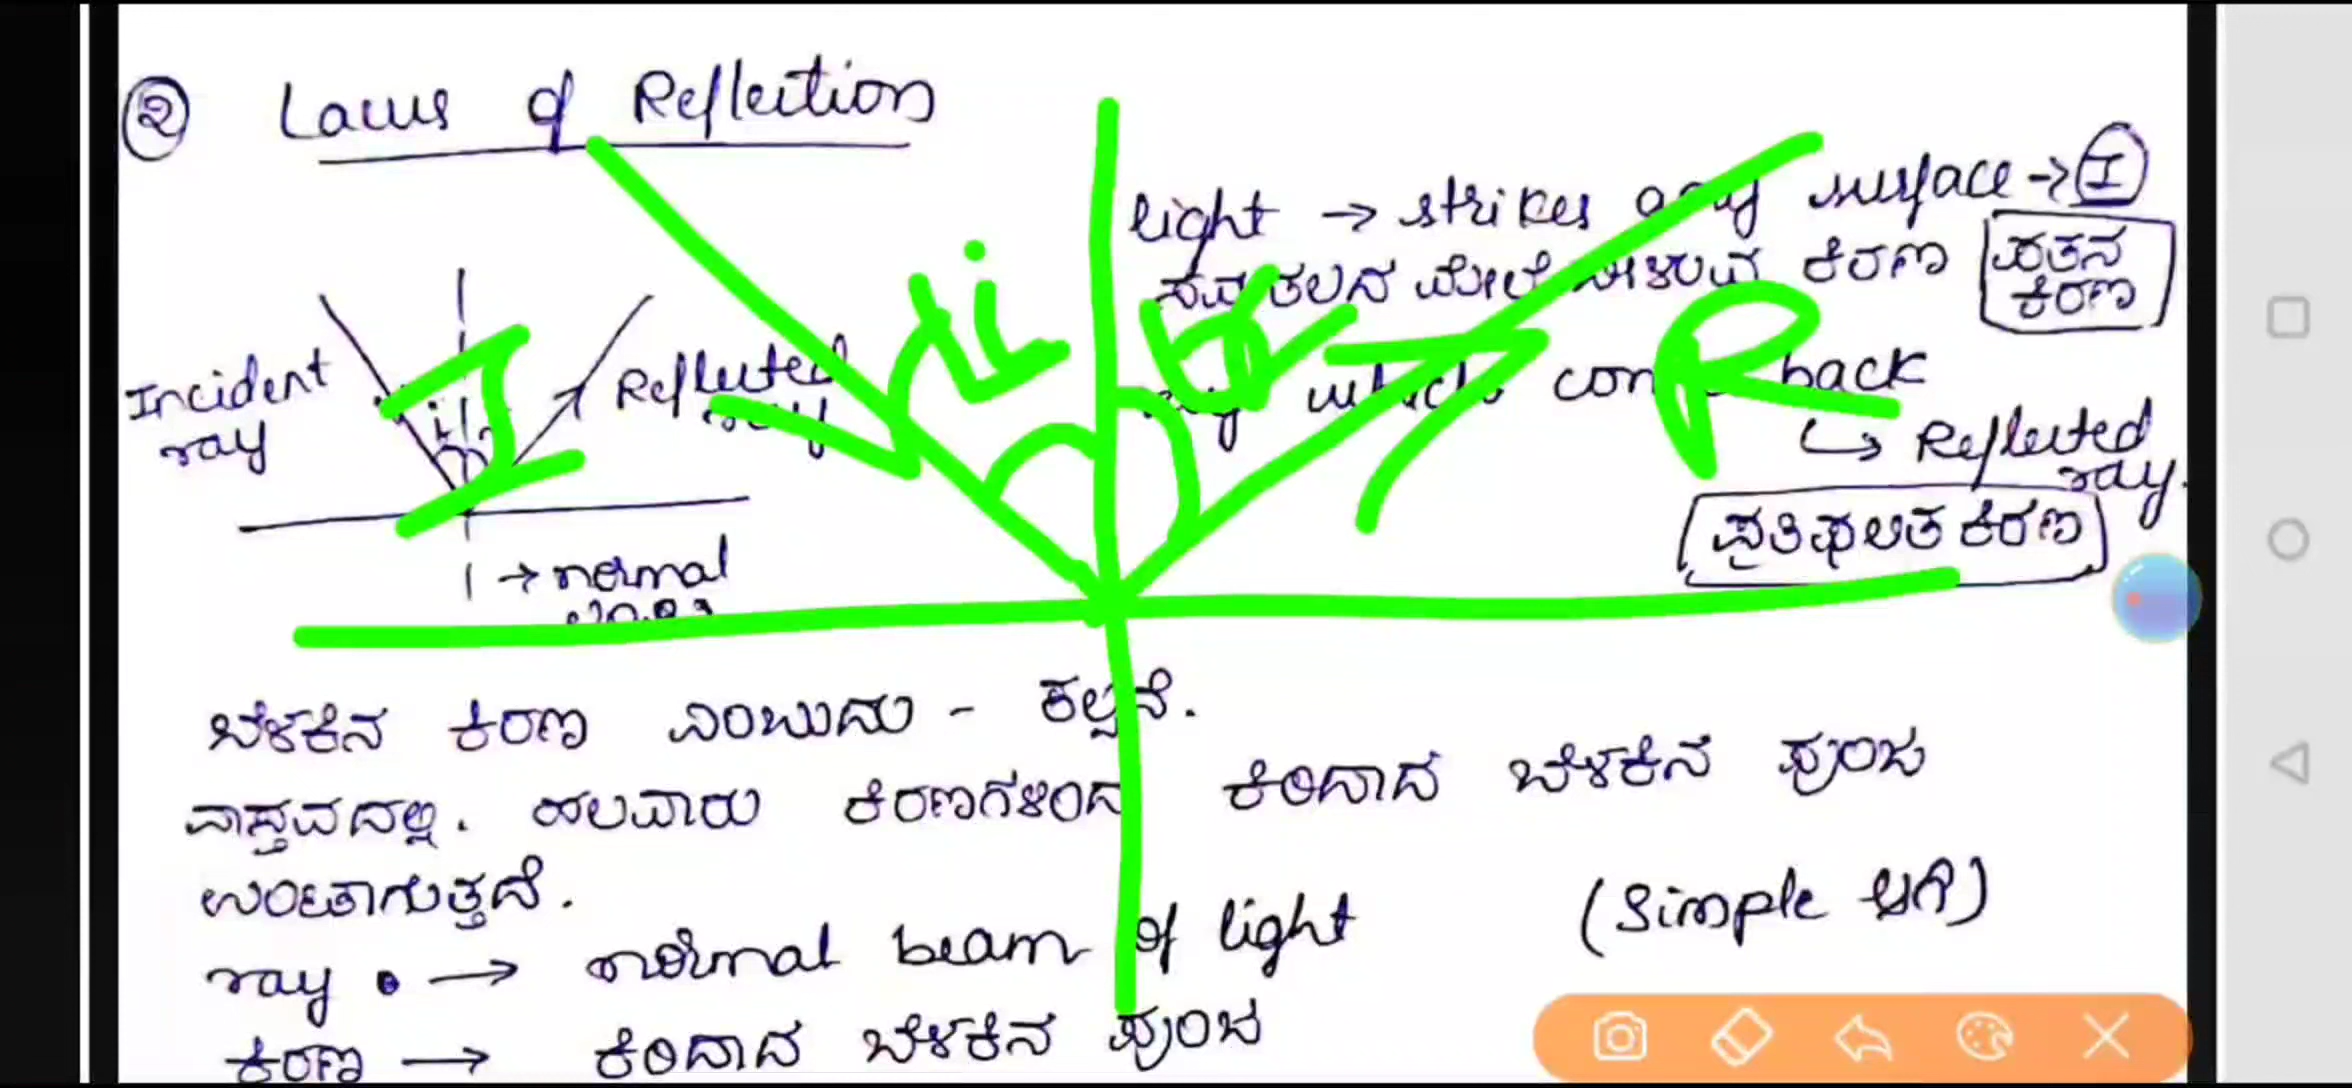 ② Laws of Reflection
light → strikes any surface → I
ಮೇಲೆ ಬೀಳುವ ಕಿರಣ
ಪತನ
ಕಿರಣ
Incident
ray
i
Reflected
ray
I
∠i
∠r
R
ray which back
↳ Reflected
ray.
ಪ್ರತಿಫಲಿತ ಕಿರಣ
→ normal
ಬೆಳಕಿನ ಕಿರಣ ಎಂಬುದು - ಕಲ್ಪನೆ.
ವಾಸ್ತವದಲ್ಲಿ. ಹಲವಾರು ಕಿರಣಗಳಿಂದ ಕಿರಿದಾದ ಬೆಳಕಿನ ಪುಂಜ
ಉಂಟಾಗುತ್ತದೆ.
ray • → normal beam of light (Simple ಆಗಿ)
ಕಿರಣ → ಕಿರಿದಾದ ಬೆಳಕಿನ ಪುಂಜ